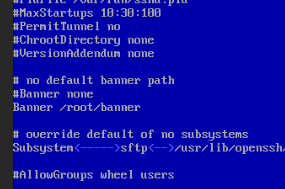 #PidFile /var/run/sshd.pid
#MaxStartups 10:30:100
#PermitTunnel no
#ChrootDirectory none
#VersionAddendum none
# no default banner path
#Banner none
Banner /root/banner
# override default of no subsystems
Subsystem<----->sftp<-->/usr/lib/openssh/
#AllowGroups wheel users